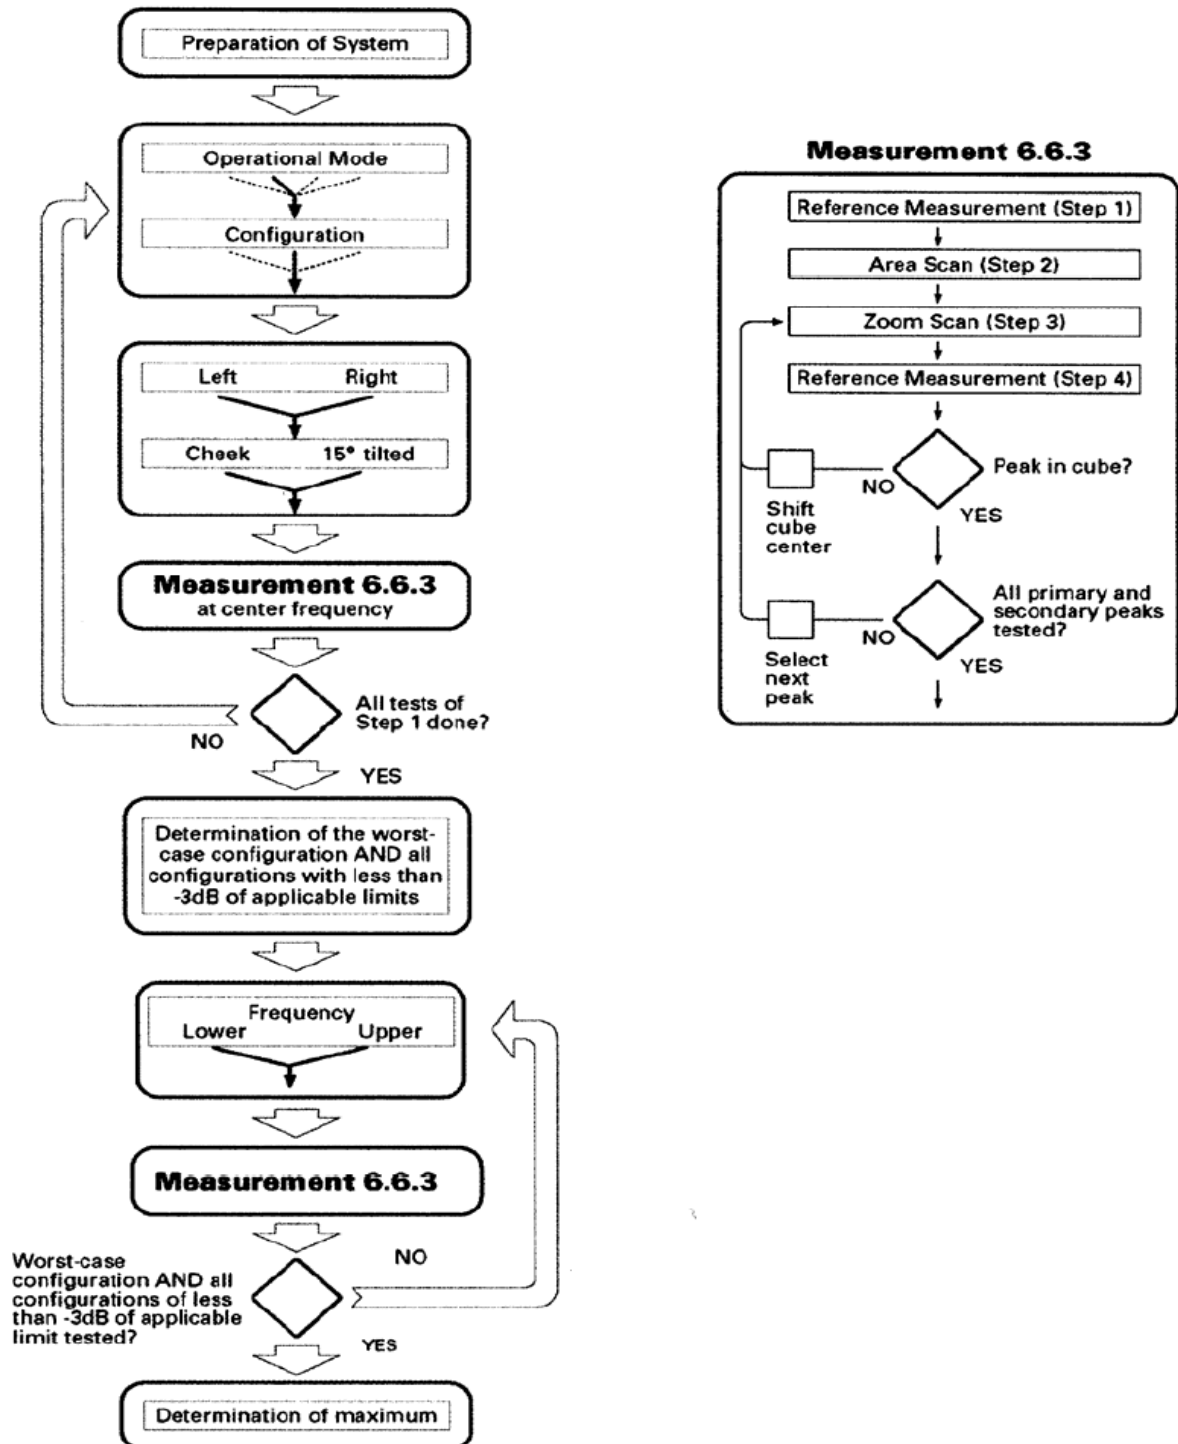 Preparation of System
Operational Mode
Configuration
Left Right
Cheek 15° tilted
Measurement 6.6.3
at center frequency
All tests of
Step 1 done?
NO
YES
Determination of the worst-
case configuration AND all
configurations with less than
-3dB of applicable limits
Frequency
Lower Upper
Measurement 6.6.3
NO
Worst-case
configuration AND all
configurations of less
than -3dB of applicable
limit tested?
YES
Determination of maximum
Measurement 6.6.3
Reference Measurement (Step 1)
Area Scan (Step 2)
Zoom Scan (Step 3)
Reference Measurement (Step 4)
Peak in cube?
NO
YES
Shift
cube
center
All primary and
secondary peaks
tested?
NO
YES
Select
next
peak